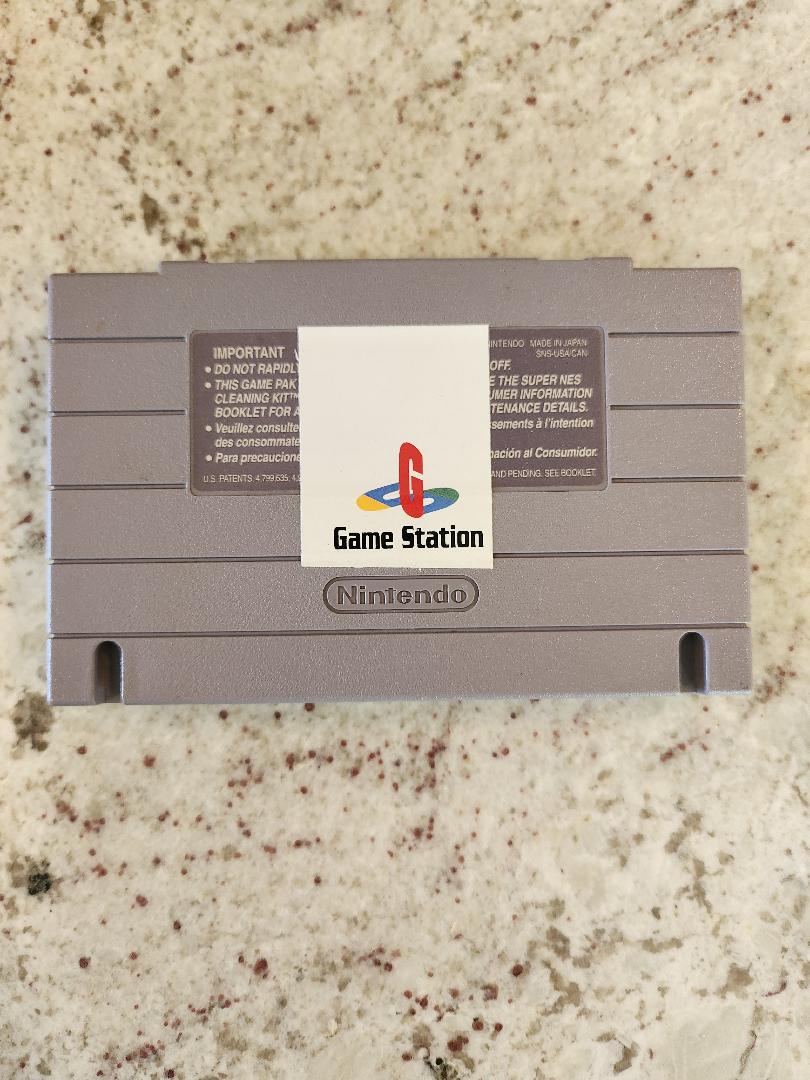 IMPORTANT
NINTENDO MADE IN JAPAN
SNS-USA/CAN
• DO NOT RAPIDLY OFF.
• THIS GAME PAK E THE SUPER NES
CLEANING KIT™ UMER INFORMATION
BOOKLET FOR A TENANCE DETAILS.
• Veuillez consulte sements à l'intention
des consommate
• Para precaucione pación al Consumidor.
U.S. PATENTS: 4,799,635; 4,9 AND PENDING. SEE BOOKLET
G
Game Station
Nintendo